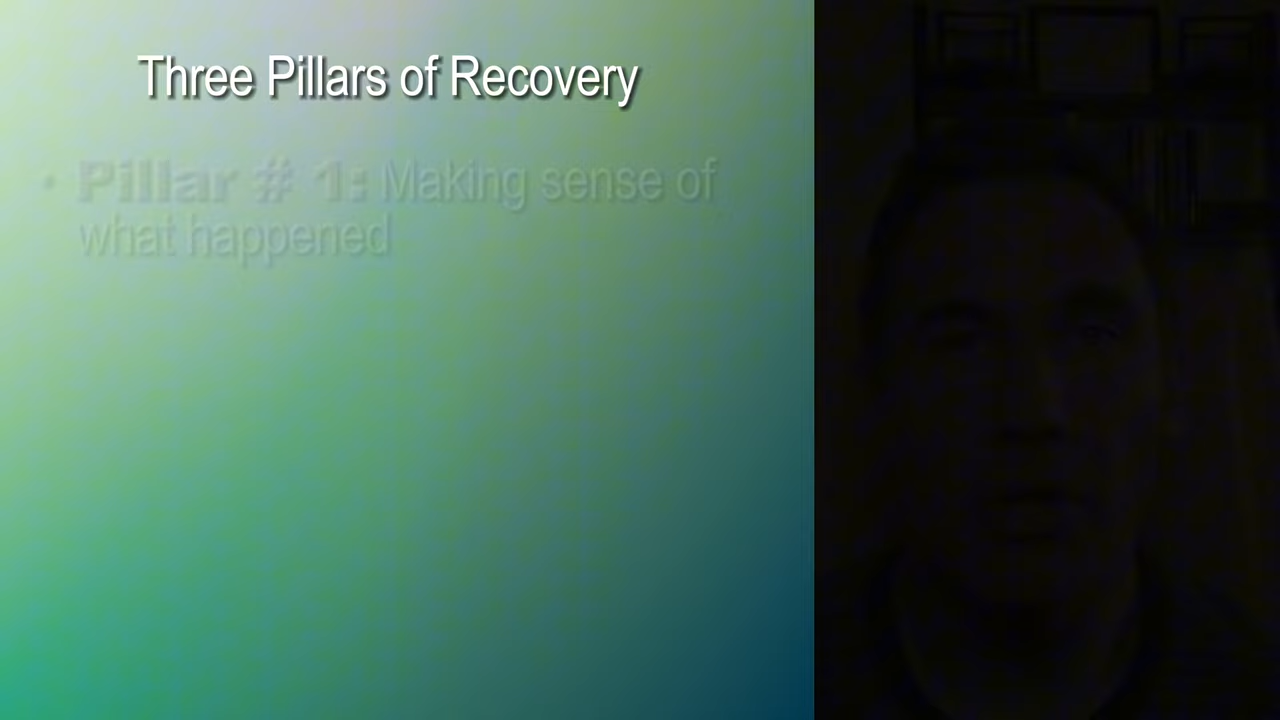 Three Pillars of Recovery
• Pillar # 1: Making sense of
what happened